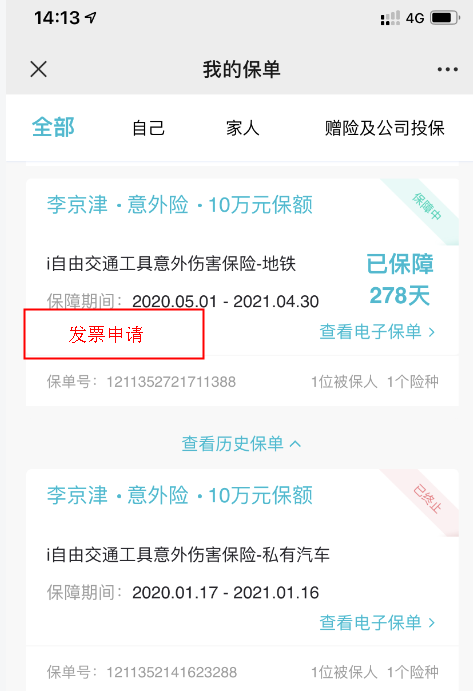 14:13 4G
我的保单
全部 自己 家人 赠险及公司投保
李京津·意外险·10万元保额 保障中
i自由交通工具意外伤害保险-地铁 已保障
保障期间：2020.05.01 - 2021.04.30 278天
发票申请 查看电子保单
保单号：1211352721711388 1位被保人 1个险种
查看历史保单
李京津·意外险·10万元保额 已终止
i自由交通工具意外伤害保险-私有汽车
保障期间：2020.01.17 - 2021.01.16
查看电子保单
保单号：1211352141623288 1位被保人 1个险种